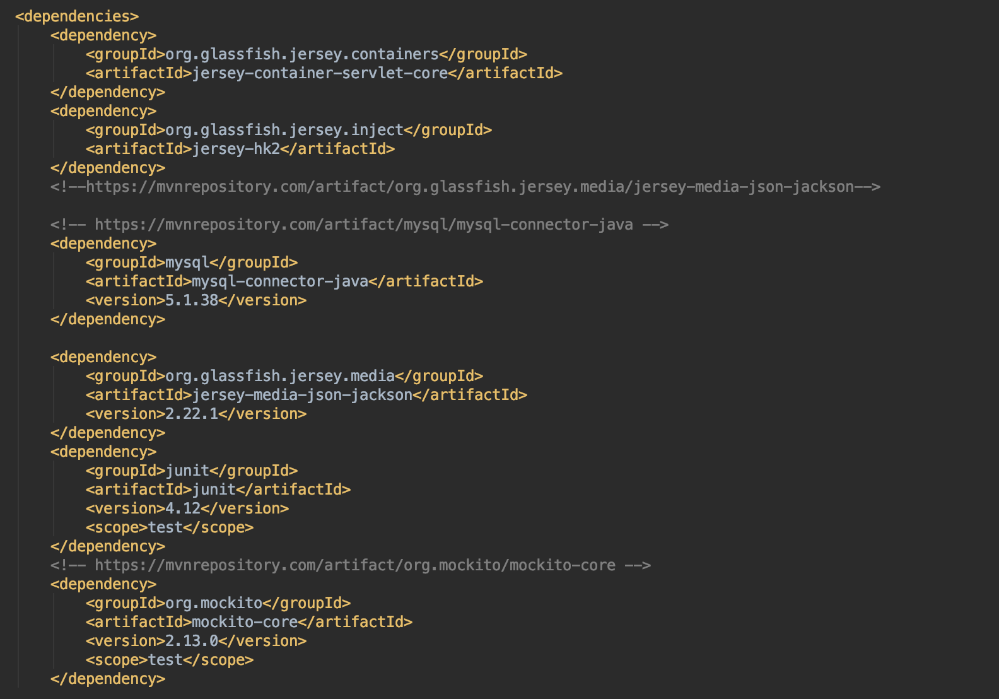 <dependencies>
<dependency>
<groupId>org.glassfish.jersey.containers</groupId>
<artifactId>jersey-container-servlet-core</artifactId>
</dependency>
<dependency>
<groupId>org.glassfish.jersey.inject</groupId>
<artifactId>jersey-hk2</artifactId>
</dependency>
<!--https://mvnrepository.com/artifact/org.glassfish.jersey.media/jersey-media-json-jackson-->
<!-- https://mvnrepository.com/artifact/mysql/mysql-connector-java -->
<dependency>
<groupId>mysql</groupId>
<artifactId>mysql-connector-java</artifactId>
<version>5.1.38</version>
</dependency>
<dependency>
<groupId>org.glassfish.jersey.media</groupId>
<artifactId>jersey-media-json-jackson</artifactId>
<version>2.22.1</version>
</dependency>
<dependency>
<groupId>junit</groupId>
<artifactId>junit</artifactId>
<version>4.12</version>
<scope>test</scope>
</dependency>
<!-- https://mvnrepository.com/artifact/org.mockito/mockito-core -->
<dependency>
<groupId>org.mockito</groupId>
<artifactId>mockito-core</artifactId>
<version>2.13.0</version>
<scope>test</scope>
</dependency>